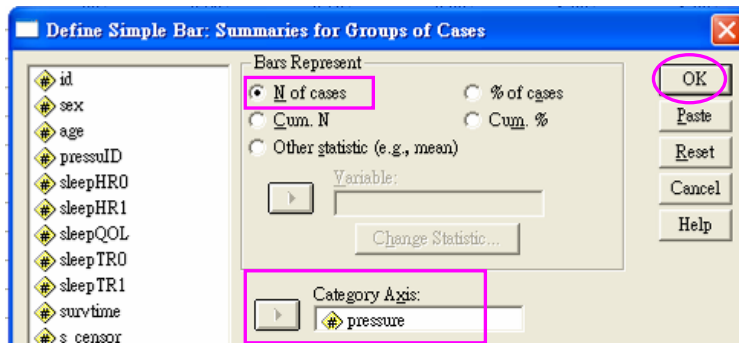 Define Simple Bar: Summaries for Groups of Cases
id
sex
age
pressuID
sleepHR0
sleepHR1
sleepQOL
sleepTR0
sleepTR1
survtime
s_censor
Bars Represent
N of cases
% of cases
Cum. N
Cum. %
Other statistic (e.g., mean)
Variable:
Change Statistic...
Category Axis:
pressure
OK
Paste
Reset
Cancel
Help